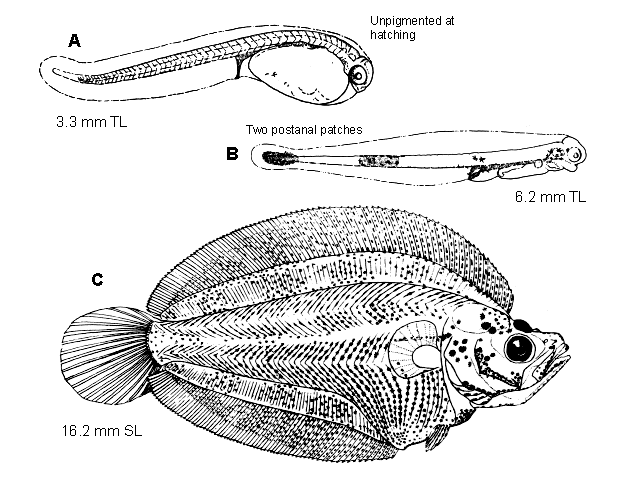 A
Unpigmented at
hatching
3.3 mm TL
Two postanal patches
B
6.2 mm TL
C
16.2 mm SL